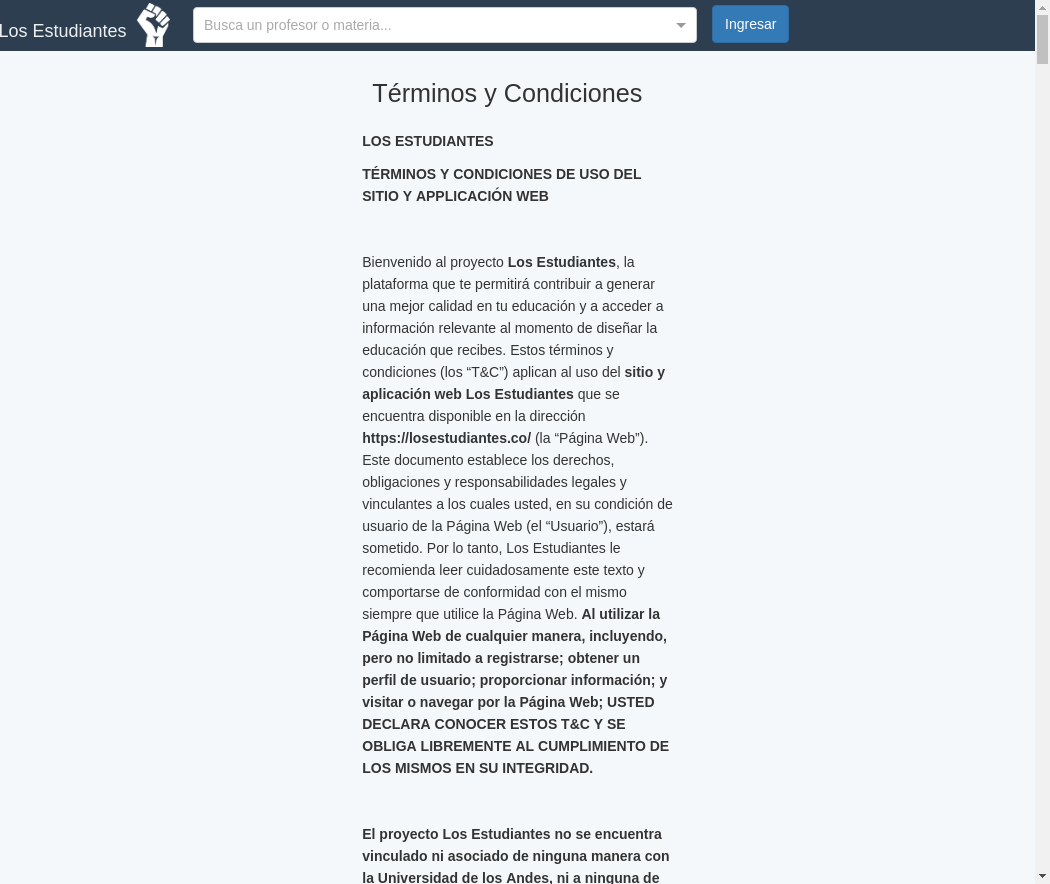 Los Estudiantes
Busca un profesor o materia...
Ingresar
Términos y Condiciones
LOS ESTUDIANTES
TÉRMINOS Y CONDICIONES DE USO DEL
SITIO Y APPLICACIÓN WEB
Bienvenido al proyecto Los Estudiantes, la
plataforma que te permitirá contribuir a generar
una mejor calidad en tu educación y a acceder a
información relevante al momento de diseñar la
educación que recibes. Estos términos y
condiciones (los “T&C”) aplican al uso del sitio y
aplicación web Los Estudiantes que se
encuentra disponible en la dirección
https://losestudiantes.co/ (la “Página Web”).
Este documento establece los derechos,
obligaciones y responsabilidades legales y
vinculantes a los cuales usted, en su condición de
usuario de la Página Web (el “Usuario”), estará
sometido. Por lo tanto, Los Estudiantes le
recomienda leer cuidadosamente este texto y
comportarse de conformidad con el mismo
siempre que utilice la Página Web. Al utilizar la
Página Web de cualquier manera, incluyendo,
pero no limitado a registrarse; obtener un
perfil de usuario; proporcionar información; y
visitar o navegar por la Página Web; USTED
DECLARA CONOCER ESTOS T&C Y SE
OBLIGA LIBREMENTE AL CUMPLIMIENTO DE
LOS MISMOS EN SU INTEGRIDAD.
El proyecto Los Estudiantes no se encuentra
vinculado ni asociado de ninguna manera con
la Universidad de los Andes, ni a ninguna de